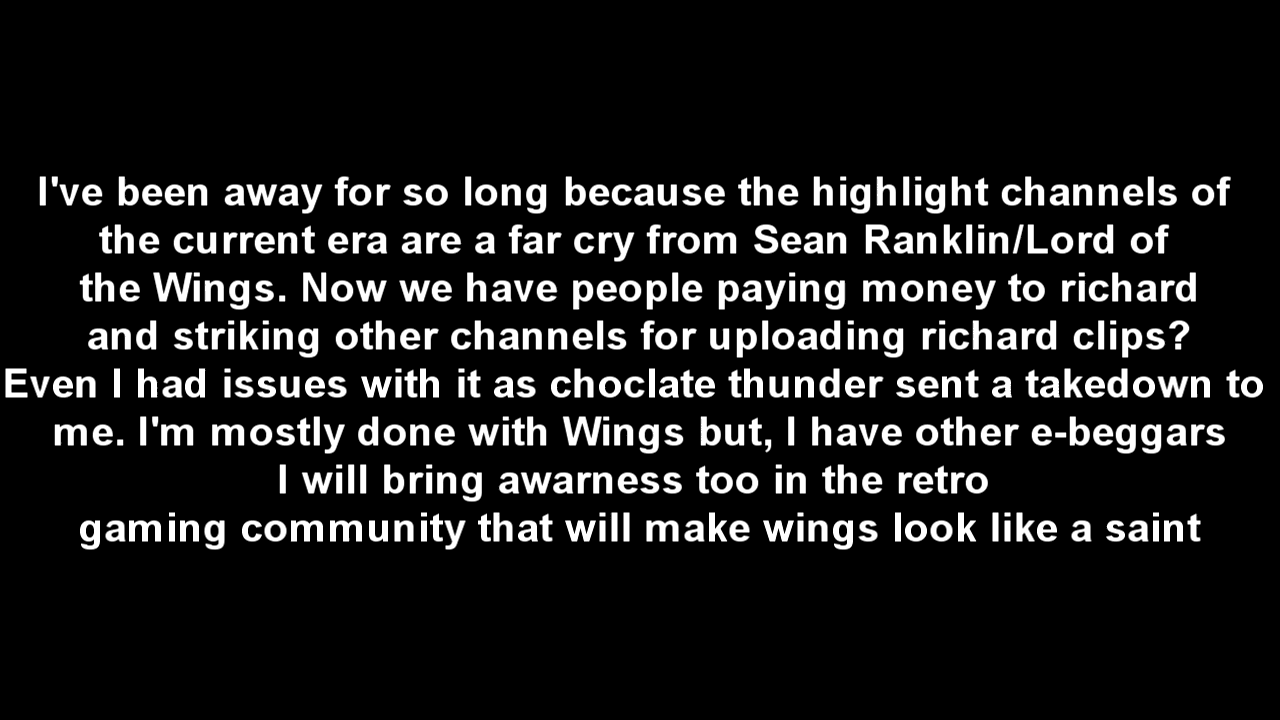 I've been away for so long because the highlight channels of
the current era are a far cry from Sean Ranklin/Lord of
the Wings. Now we have people paying money to richard
and striking other channels for uploading richard clips?
Even I had issues with it as choclate thunder sent a takedown to
me. I'm mostly done with Wings but, I have other e-beggars
I will bring awarness too in the retro
gaming community that will make wings look like a saint